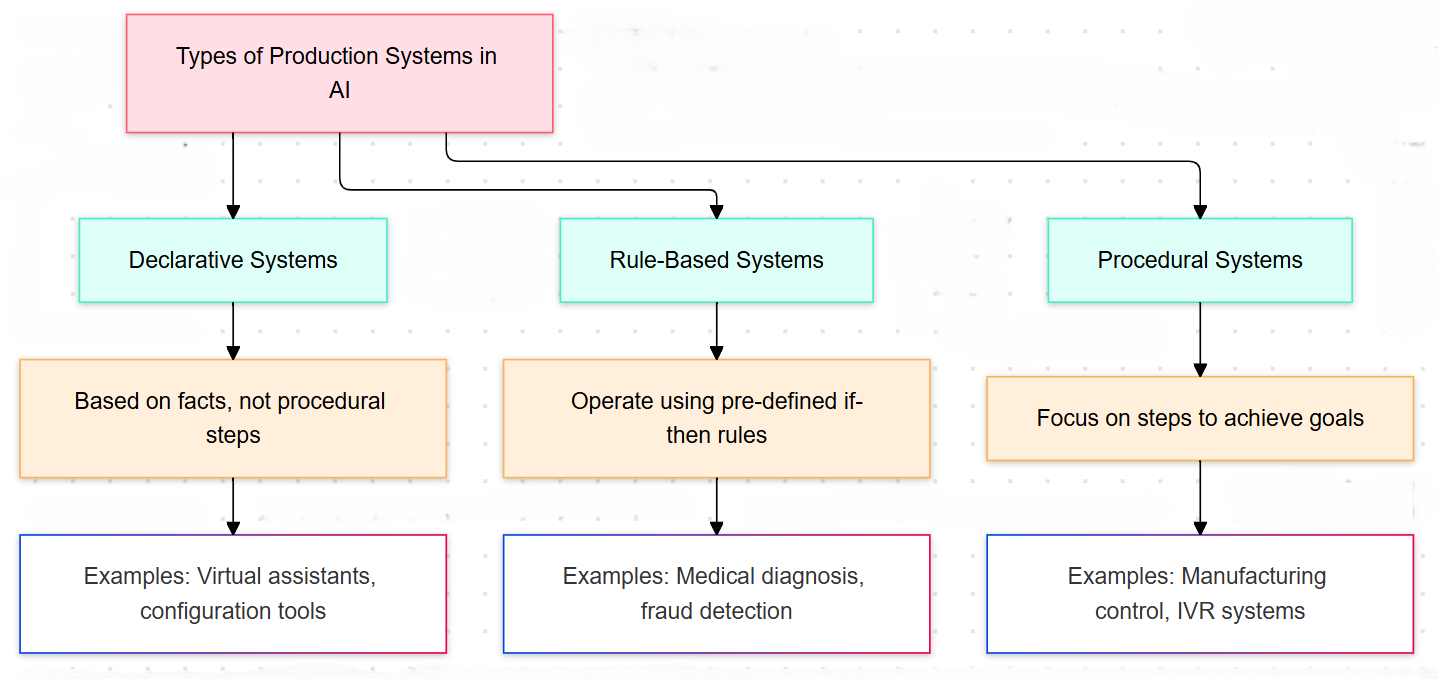 Types of Production Systems in
AI
Declarative Systems
Rule-Based Systems
Procedural Systems
Based on facts, not procedural
steps
Operate using pre-defined if-
then rules
Focus on steps to achieve goals
Examples: Virtual assistants,
configuration tools
Examples: Medical diagnosis,
fraud detection
Examples: Manufacturing
control, IVR systems